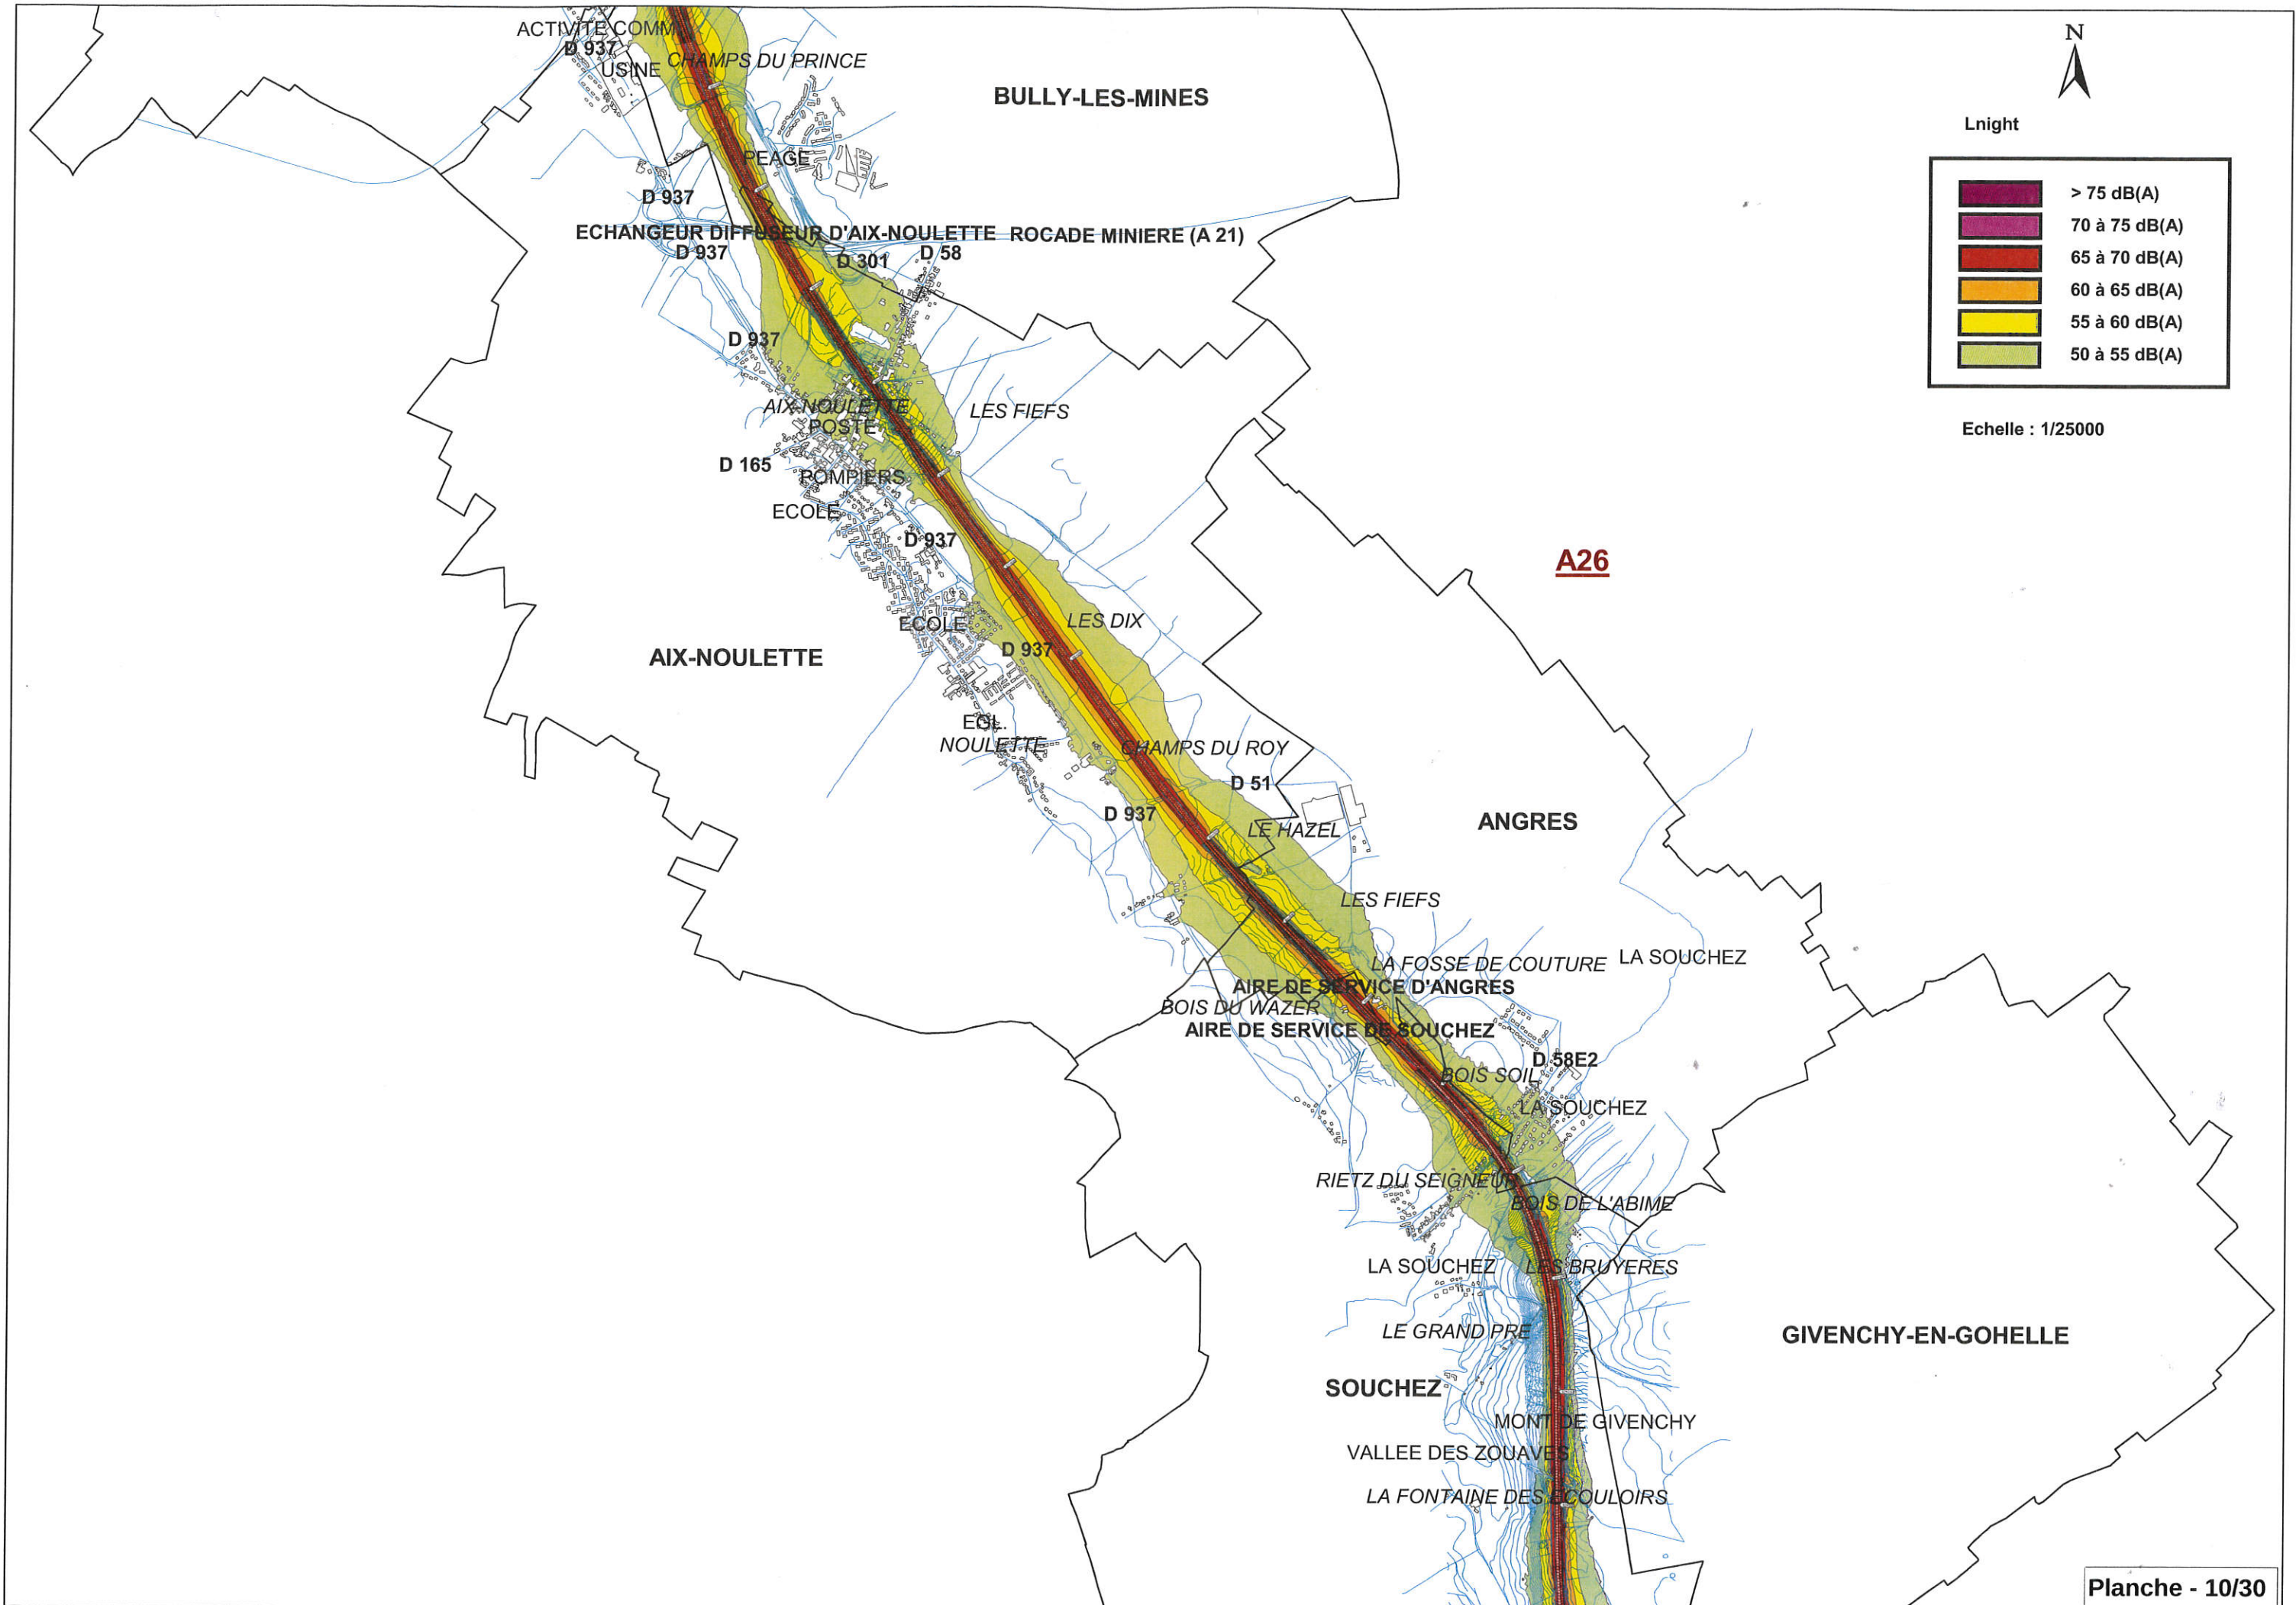 ACTIVITE COMM.
D 937
USINE
CHAMPS DU PRINCE
BULLY-LES-MINES
N
Lnight
> 75 dB(A)
70 à 75 dB(A)
65 à 70 dB(A)
60 à 65 dB(A)
55 à 60 dB(A)
50 à 55 dB(A)
Echelle : 1/25000
PEAGE
D 937
ECHANGEUR DIFFUSEUR D'AIX-NOULETTE
ROCADE MINIERE (A 21)
D 937
D 301
D 58
D 937
AIX-NOULETTE
LES FIEFS
POSTE
D 165
POMPIERS
ECOLE
D 937
A26
ECOLE
LES DIX
D 937
AIX-NOULETTE
EGL.
NOULETTE
CHAMPS DU ROY
D 51
D 937
LE HAZEL
ANGRES
LES FIEFS
LA FOSSE DE COUTURE
LA SOUCHEZ
AIRE DE SERVICE D'ANGRES
BOIS DU WAZER
AIRE DE SERVICE DE SOUCHEZ
D 58E2
BOIS SOIL
LA SOUCHEZ
RIETZ DU SEIGNEUR
BOIS DE L'ABIME
LA SOUCHEZ
LES BRUYERES
LE GRAND PRE
GIVENCHY-EN-GOHELLE
SOUCHEZ
MONT DE GIVENCHY
VALLEE DES ZOUAVES
LA FONTAINE DES ECOULOIRS
Planche - 10/30